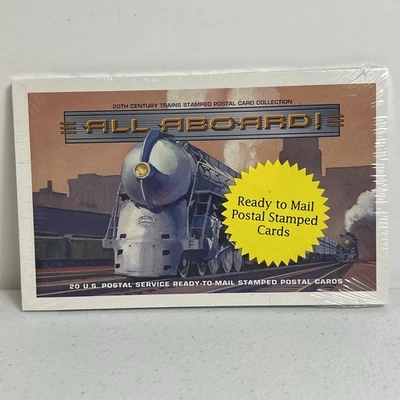 20TH CENTURY TRAINS STAMPED POSTAL CARD COLLECTION
ALL ABOARD!
Ready to Mail
Postal Stamped
Cards
20 U.S. POSTAL SERVICE READY-TO-MAIL STAMPED POSTAL CARDS